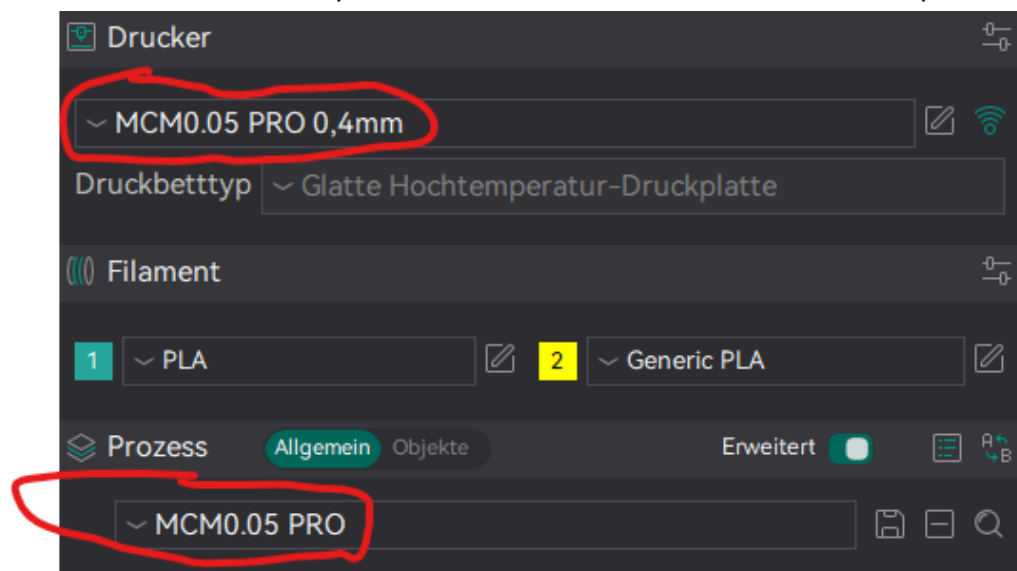 Drucker
MCM0.05 PRO 0,4mm
Druckbetttyp Glatte Hochtemperatur-Druckplatte
Filament
1 PLA 2 Generic PLA
Prozess Allgemein Objekte Erweitert A B
MCM0.05 PRO